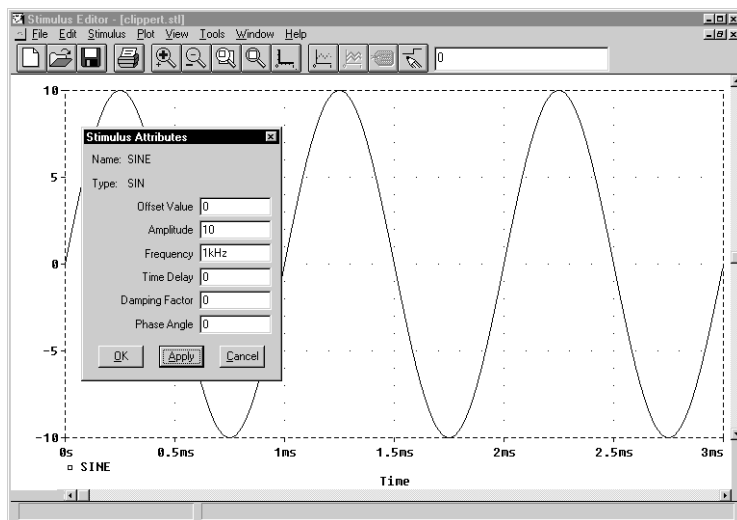 Stimulus Editor - [clippert.stl]
File Edit Stimulus Plot View Tools Window Help
0
10
5
0
-5
-10
Stimulus Attributes
Name: SINE
Type: SIN
Offset Value 0
Amplitude 10
Frequency 1kHz
Time Delay 0
Damping Factor 0
Phase Angle 0
OK Apply Cancel
0s 0.5ms 1ms 1.5ms 2ms 2.5ms 3ms
SINE
Time